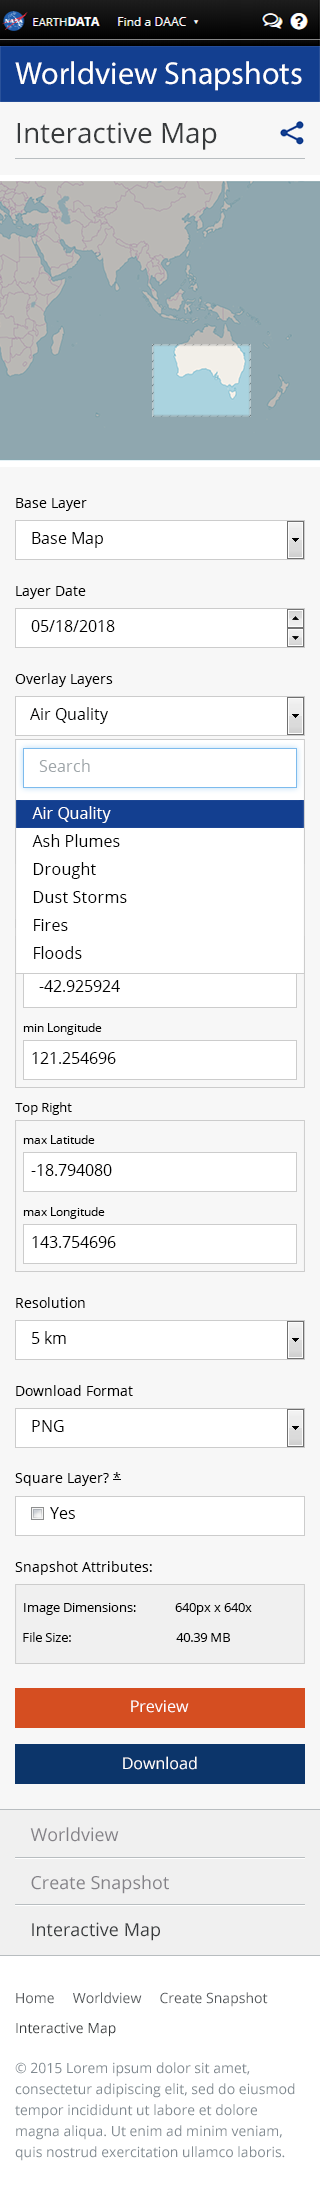 NASA EARTHDATA Find a DAAC ?
Worldview Snapshots
Interactive Map
Base Layer
Base Map
Layer Date
05/18/2018
Overlay Layers
Air Quality
Search
Air Quality
Ash Plumes
Drought
Dust Storms
Fires
Floods
-42.925924
min Longitude
121.254696
Top Right
max Latitude
-18.794080
max Longitude
143.754696
Resolution
5 km
Download Format
PNG
Square Layer? *
Yes
Snapshot Attributes:
Image Dimensions: 640px x 640x
File Size: 40.39 MB
Preview
Download
Worldview
Create Snapshot
Interactive Map
Home Worldview Create Snapshot
Interactive Map
© 2015 Lorem ipsum dolor sit amet,
consectetur adipiscing elit, sed do eiusmod
tempor incididunt ut labore et dolore
magna aliqua. Ut enim ad minim veniam,
quis nostrud exercitation ullamco laboris.